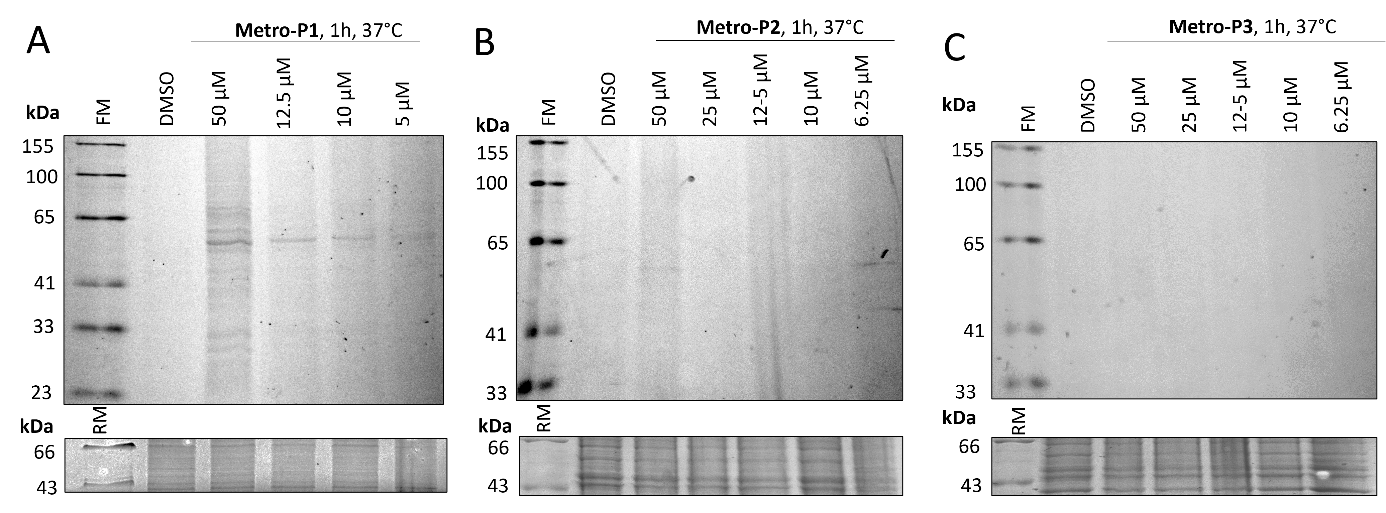 A
Metro-P1, 1h, 37°C
kDa
FM
DMSO
50 µM
12.5 µM
10 µM
5 µM
155
100
65
41
33
23
kDa
RM
66
43
B
Metro-P2, 1h, 37°C
kDa
FM
DMSO
50 µM
25 µM
12-5 µM
10 µM
6.25 µM
155
100
65
41
33
kDa
RM
66
43
C
Metro-P3, 1h, 37°C
kDa
FM
DMSO
50 µM
25 µM
12-5 µM
10 µM
6.25 µM
155
100
65
41
33
kDa
RM
66
43